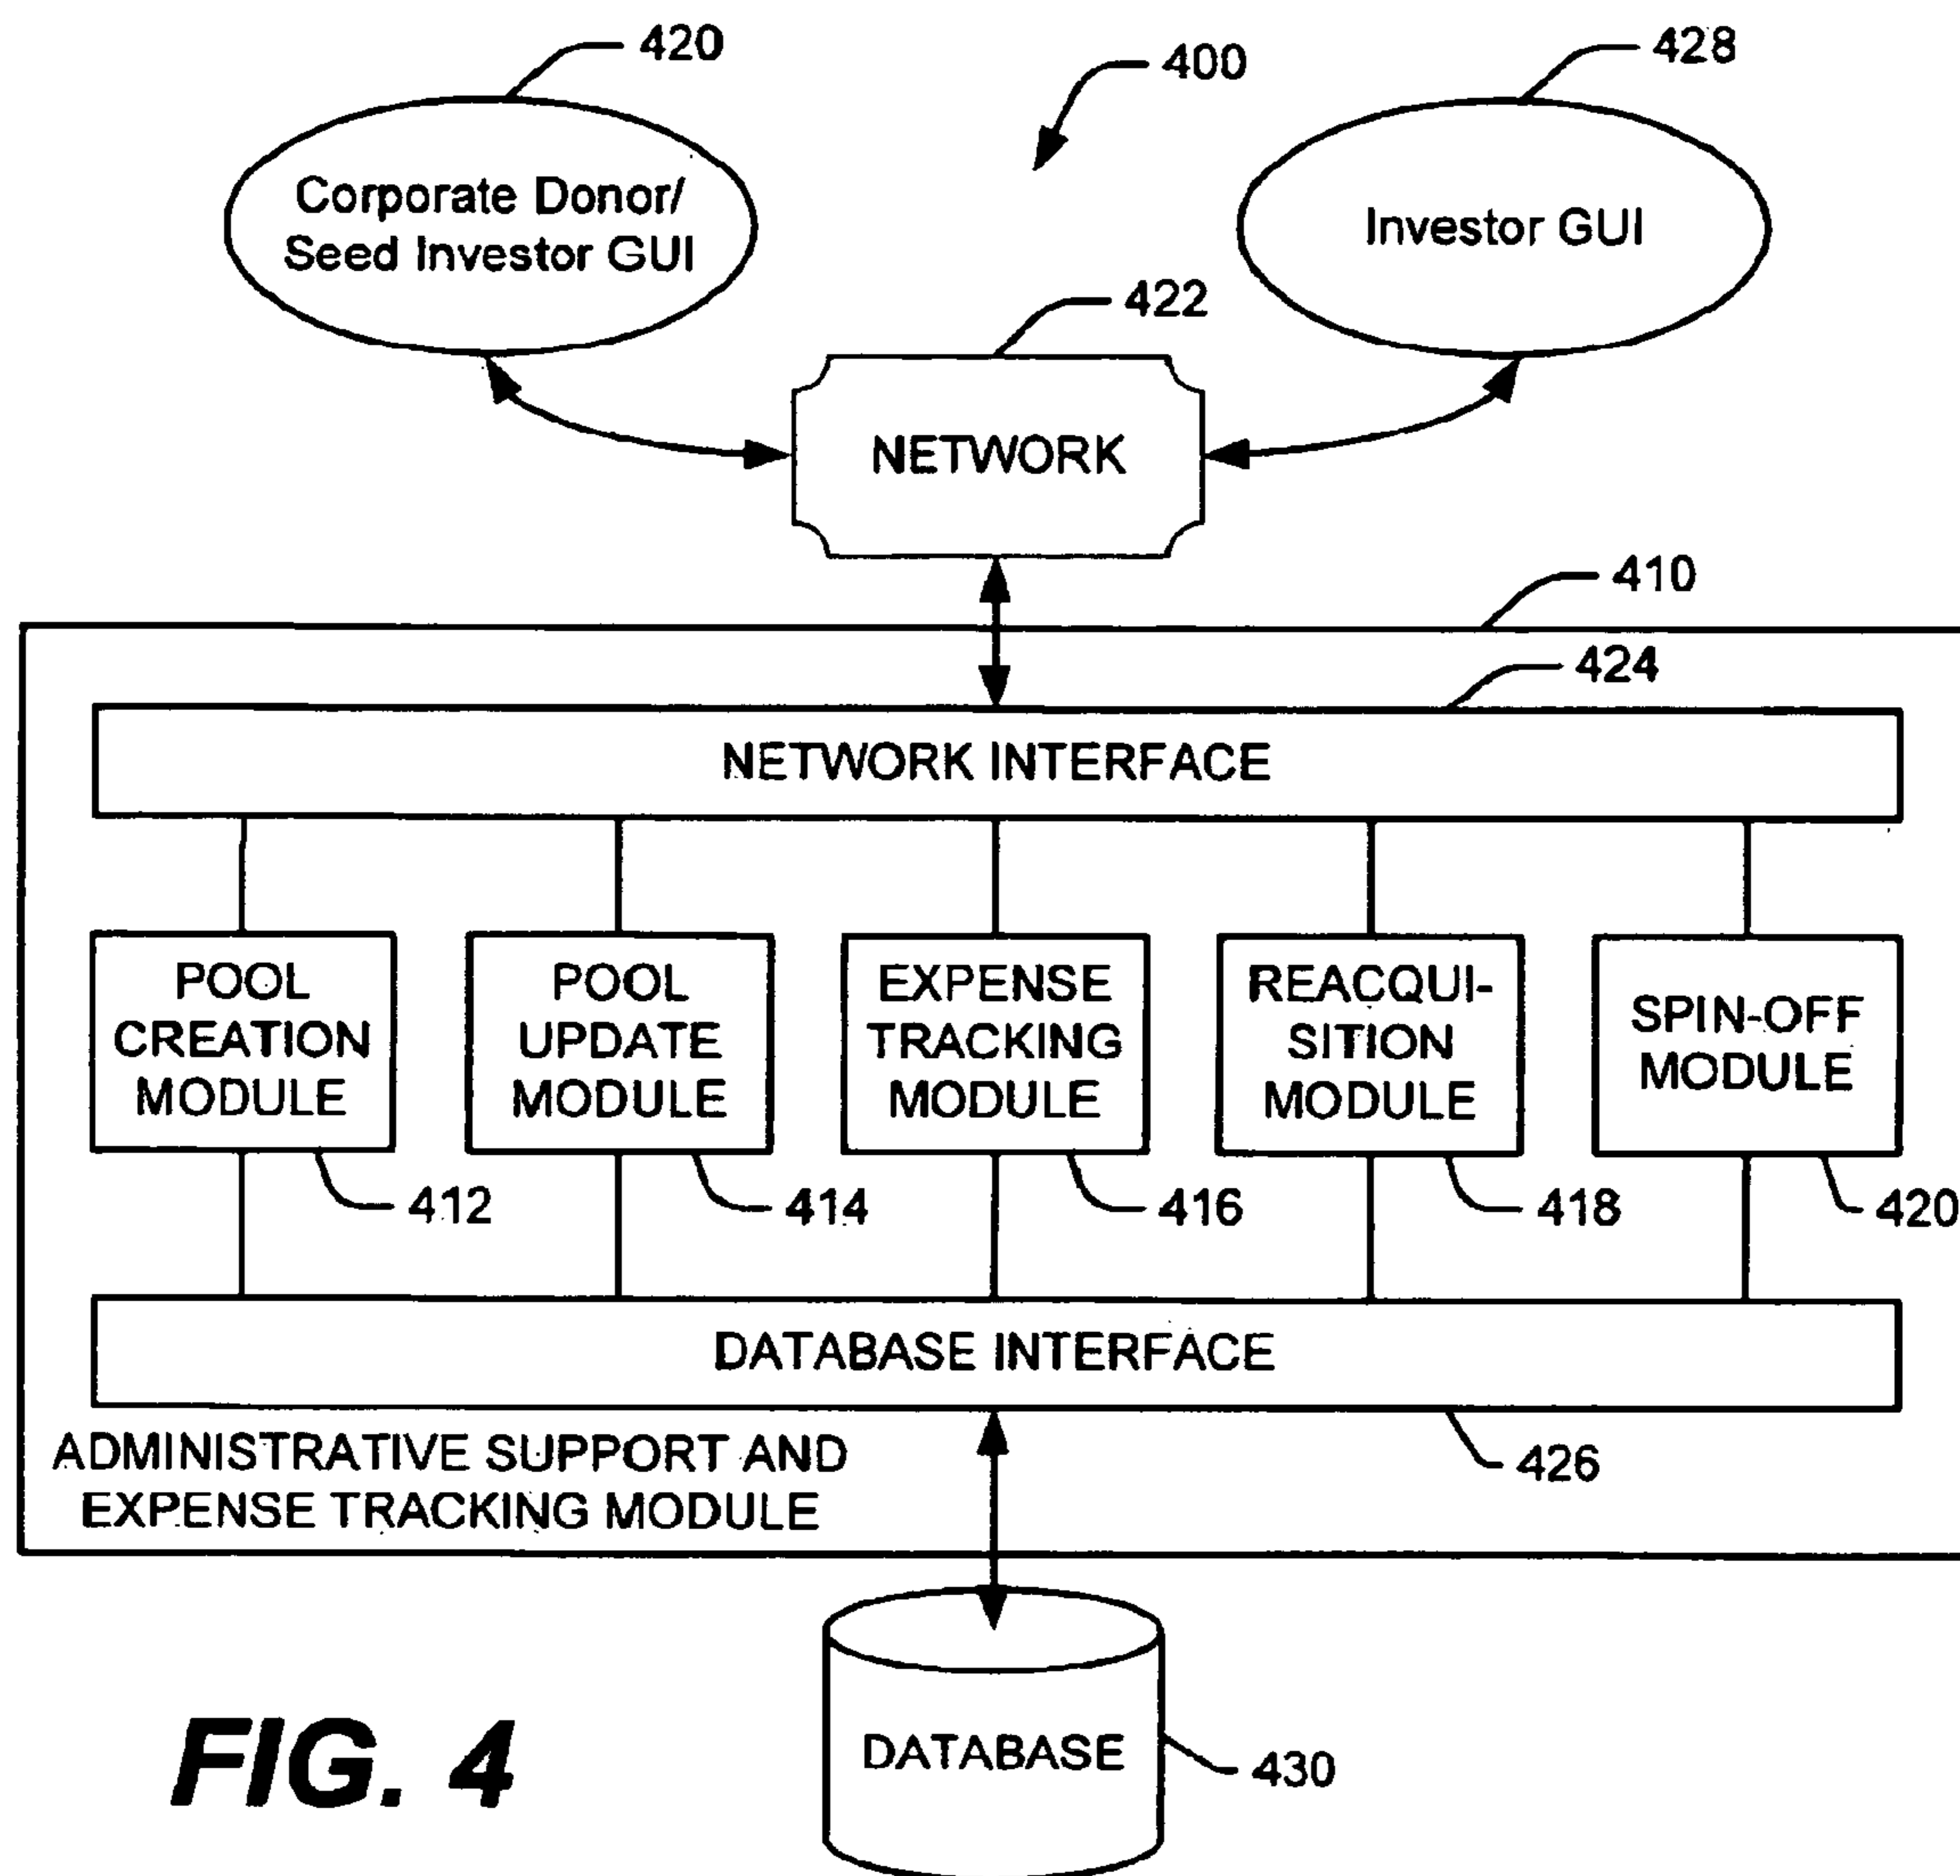 420
400
428
Corporate Donor/
Seed Investor GUI
Investor GUI
422
NETWORK
410
424
NETWORK INTERFACE
POOL
CREATION
MODULE
POOL
UPDATE
MODULE
EXPENSE
TRACKING
MODULE
REACQUI-
SITION
MODULE
SPIN-OFF
MODULE
412
414
416
418
420
DATABASE INTERFACE
426
ADMINISTRATIVE SUPPORT AND
EXPENSE TRACKING MODULE
DATABASE
430
FIG. 4